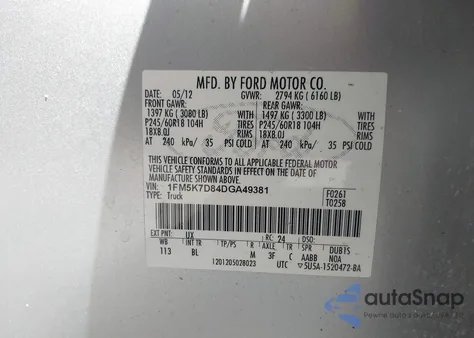 MFD. BY FORD MOTOR CO.
DATE: 05/12 GVWR: 2794 KG ( 6160 LB)
FRONT GAWR: REAR GAWR:
1397 KG ( 3080 LB) WITH 1497 KG ( 3300 LB) WITH
P245/60R18 104H TIRES P245/60R18 104H TIRES
18X8.0J RIMS 18X8.0J RIMS
AT 240 kPa/ 35 PSI COLD AT 240 kPa/ 35 PSI COLD
THIS VEHICLE CONFORMS TO ALL APPLICABLE FEDERAL MOTOR
VEHICLE SAFETY STANDARDS IN EFFECT ON THE DATE OF
MANUFACTURE SHOWN ABOVE.
VIN: 1FM5K7D84DGA49381 F0261
TYPE: Truck T0258
EXT PNT: UX RC: 24 DSO:
WB INT TR TP/PS R AXLE TR SPR DUB15
113 BL M 3F C AABB NOA
1201205028023 UTC 5U5A-1520472-BA
autoSnap